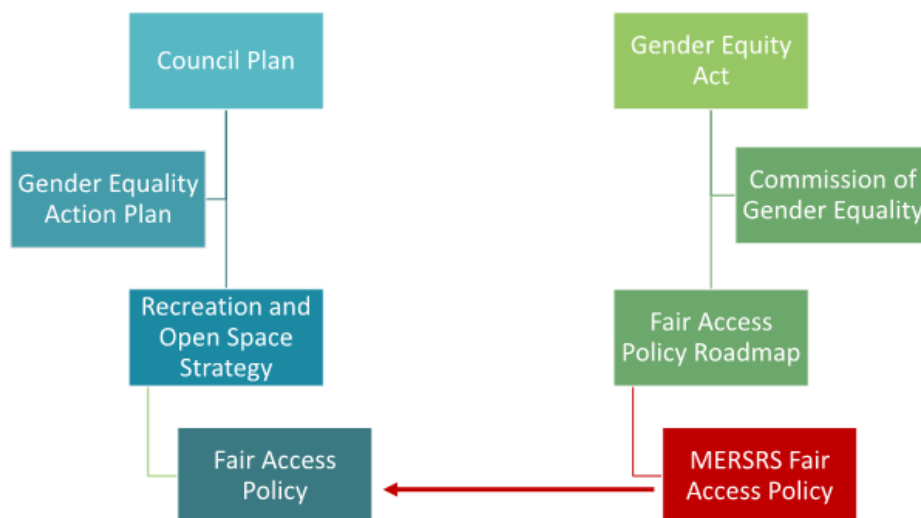 Council Plan
Gender Equity
Act
Gender Equality
Action Plan
Commission of
Gender Equality
Recreation and
Open Space
Strategy
Fair Access
Policy Roadmap
Fair Access
Policy
MERSRS Fair
Access Policy